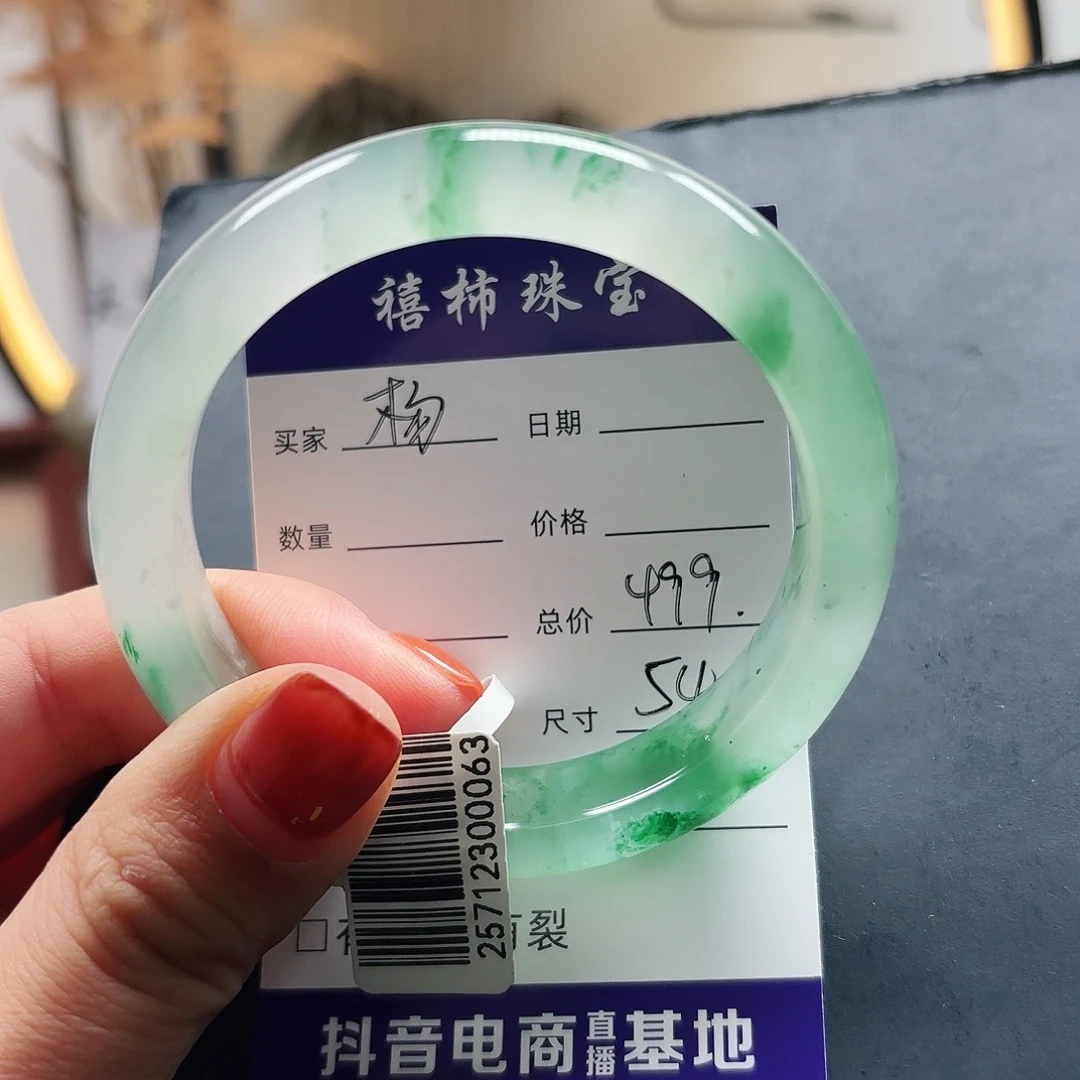 禧柿珠宝
买家 杨 日期
数量 价格
总价 499.
尺寸 54
25712300063
裂
抖音电商直播基地